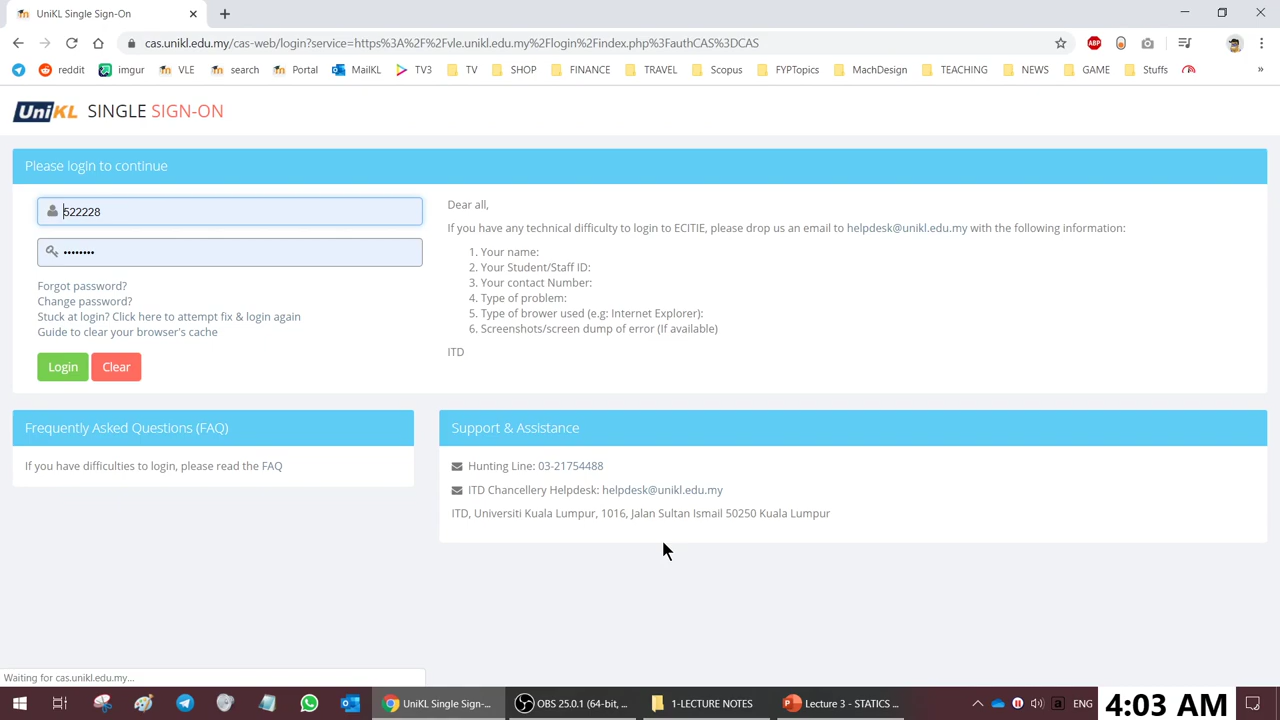 UniKL Single Sign-On
cas.unikl.edu.my/cas-web/login?service=https%3A%2F%2Fvle.unikl.edu.my%2Flogin%2Findex.php%3FauthCAS%3DCAS
ABP
reddit imgur VLE search Portal MailKL TV3 TV SHOP FINANCE TRAVEL Scopus FYPTopics MachDesign TEACHING NEWS GAME Stuffs »
UniKL SINGLE SIGN-ON
Please login to continue
522228
••••••••
Forgot password?
Change password?
Stuck at login? Click here to attempt fix & login again
Guide to clear your browser's cache
Login Clear
Dear all,
If you have any technical difficulty to login to ECITIE, please drop us an email to helpdesk@unikl.edu.my with the following information:
1. Your name:
2. Your Student/Staff ID:
3. Your contact Number:
4. Type of problem:
5. Type of brower used (e.g: Internet Explorer):
6. Screenshots/screen dump of error (If available)
ITD
Frequently Asked Questions (FAQ)
If you have difficulties to login, please read the FAQ
Support & Assistance
Hunting Line: 03-21754488
ITD Chancellery Helpdesk: helpdesk@unikl.edu.my
ITD, Universiti Kuala Lumpur, 1016, Jalan Sultan Ismail 50250 Kuala Lumpur
Waiting for cas.unikl.edu.my...
UniKL Single Sign-... OBS 25.0.1 (64-bit, ... 1-LECTURE NOTES Lecture 3 - STATICS ... ENG 4:03 AM